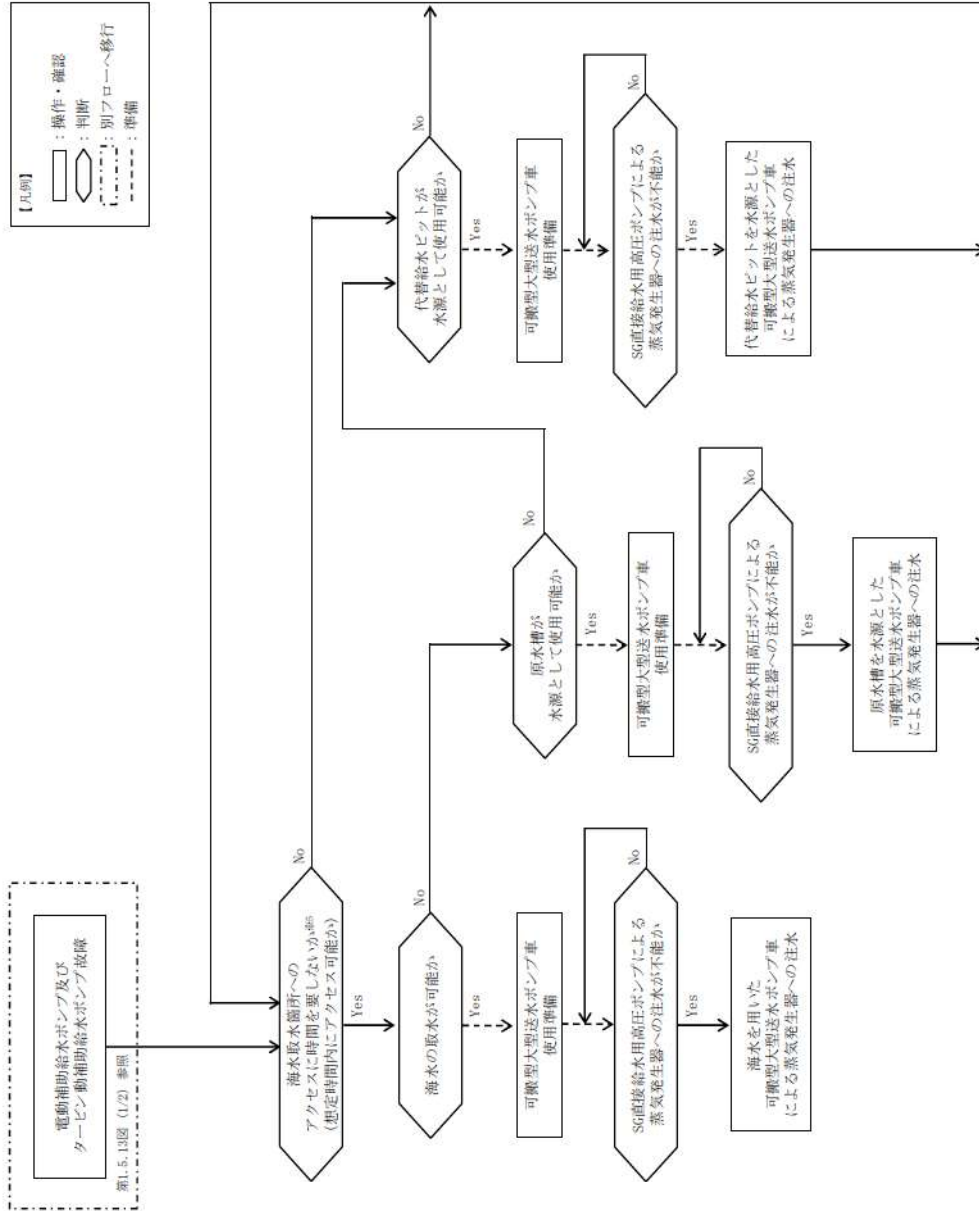 【凡例】
：操作・確認
：判断
：別フローへ移行
：準備
電動補助給水ポンプ及び
タービン動補助給水ポンプ故障
第1.5.13図 (1/2) 参照
海水取水箇所への
アクセスに時間を要しないか※5
(想定時間内にアクセス可能か)
No
Yes
海水の取水が可能か
No
Yes
可搬型大型送水ポンプ車
使用準備
SG直接給水用高圧ポンプによる
蒸気発生器への注水が不能か
No
Yes
海水を用いた
可搬型大型送水ポンプ車
による蒸気発生器への注水
原水槽が
水源として使用可能か
No
Yes
可搬型大型送水ポンプ車
使用準備
SG直接給水用高圧ポンプによる
蒸気発生器への注水が不能か
No
Yes
原水槽を水源とした
可搬型大型送水ポンプ車
による蒸気発生器への注水
代替給水ピットが
水源として使用可能か
No
Yes
可搬型大型送水ポンプ車
使用準備
SG直接給水用高圧ポンプによる
蒸気発生器への注水が不能か
No
Yes
代替給水ピットを水源とした
可搬型大型送水ポンプ車
による蒸気発生器への注水